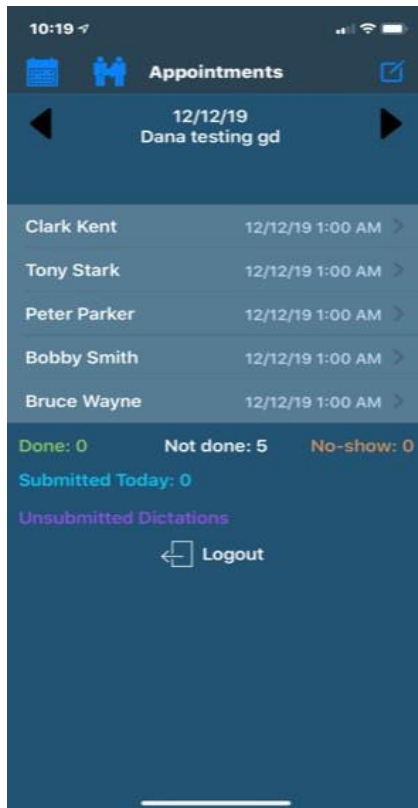 10:19
Appointments
12/12/19
Dana testing gd
Clark Kent 12/12/19 1:00 AM
Tony Stark 12/12/19 1:00 AM
Peter Parker 12/12/19 1:00 AM
Bobby Smith 12/12/19 1:00 AM
Bruce Wayne 12/12/19 1:00 AM
Done: 0 Not done: 5 No-show: 0
Submitted Today: 0
Unsubmitted Dictations
Logout